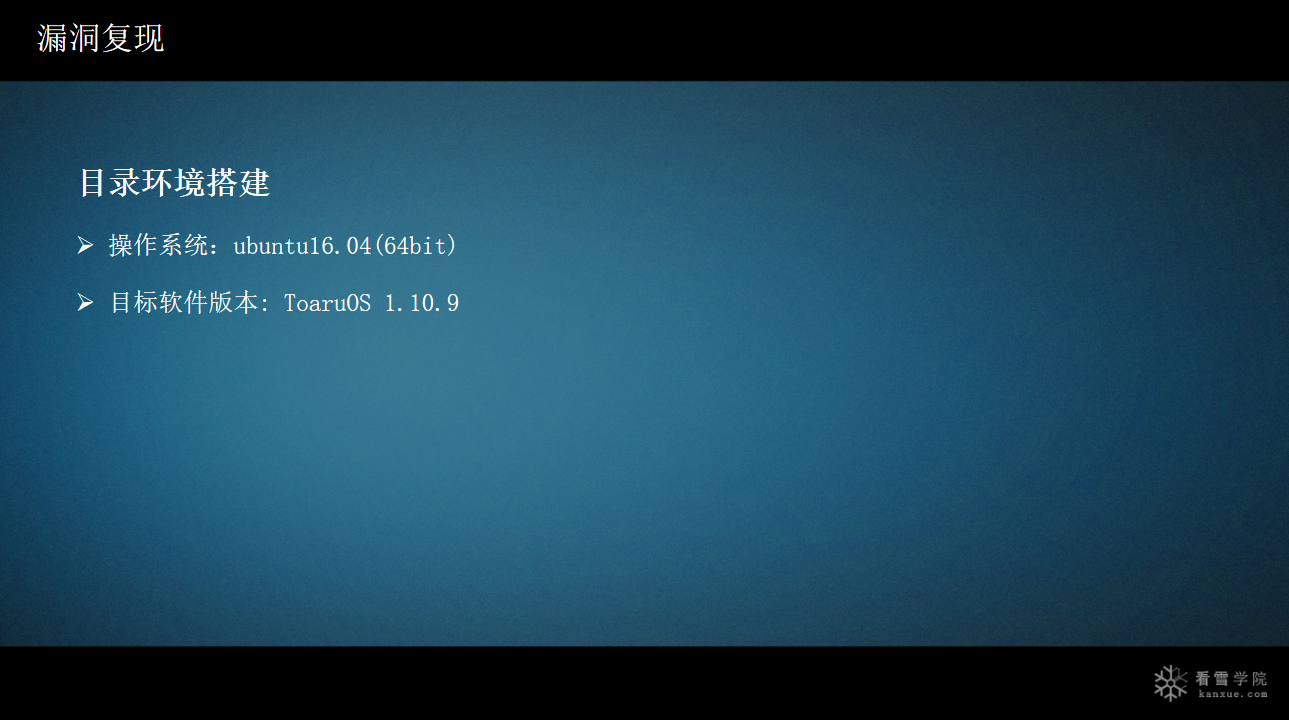 漏洞复现
目录环境搭建
➢ 操作系统：ubuntu16.04(64bit)
➢ 目标软件版本: ToaruOS 1.10.9
看雪学院
kanxue.com